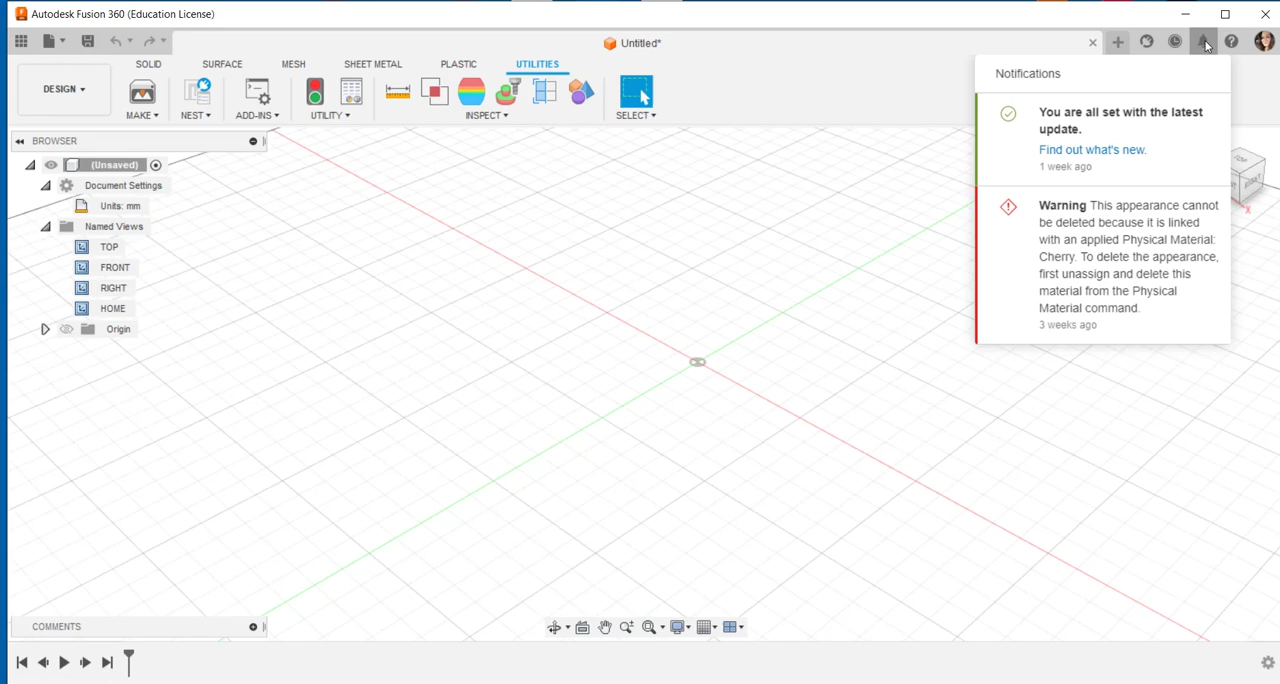 Autodesk Fusion 360 (Education License)
Untitled*
SOLID SURFACE MESH SHEET METAL PLASTIC UTILITIES
DESIGN
MAKE NEST ADD-INS UTILITY INSPECT SELECT
BROWSER
(Unsaved)
Document Settings
Units: mm
Named Views
TOP
FRONT
RIGHT
HOME
Origin
Notifications
You are all set with the latest
update.
Find out what's new.
1 week ago
Warning This appearance cannot
be deleted because it is linked
with an applied Physical Material:
Cherry. To delete the appearance,
first unassign and delete this
material from the Physical
Material command.
3 weeks ago
TOP
RIGHT
X
COMMENTS